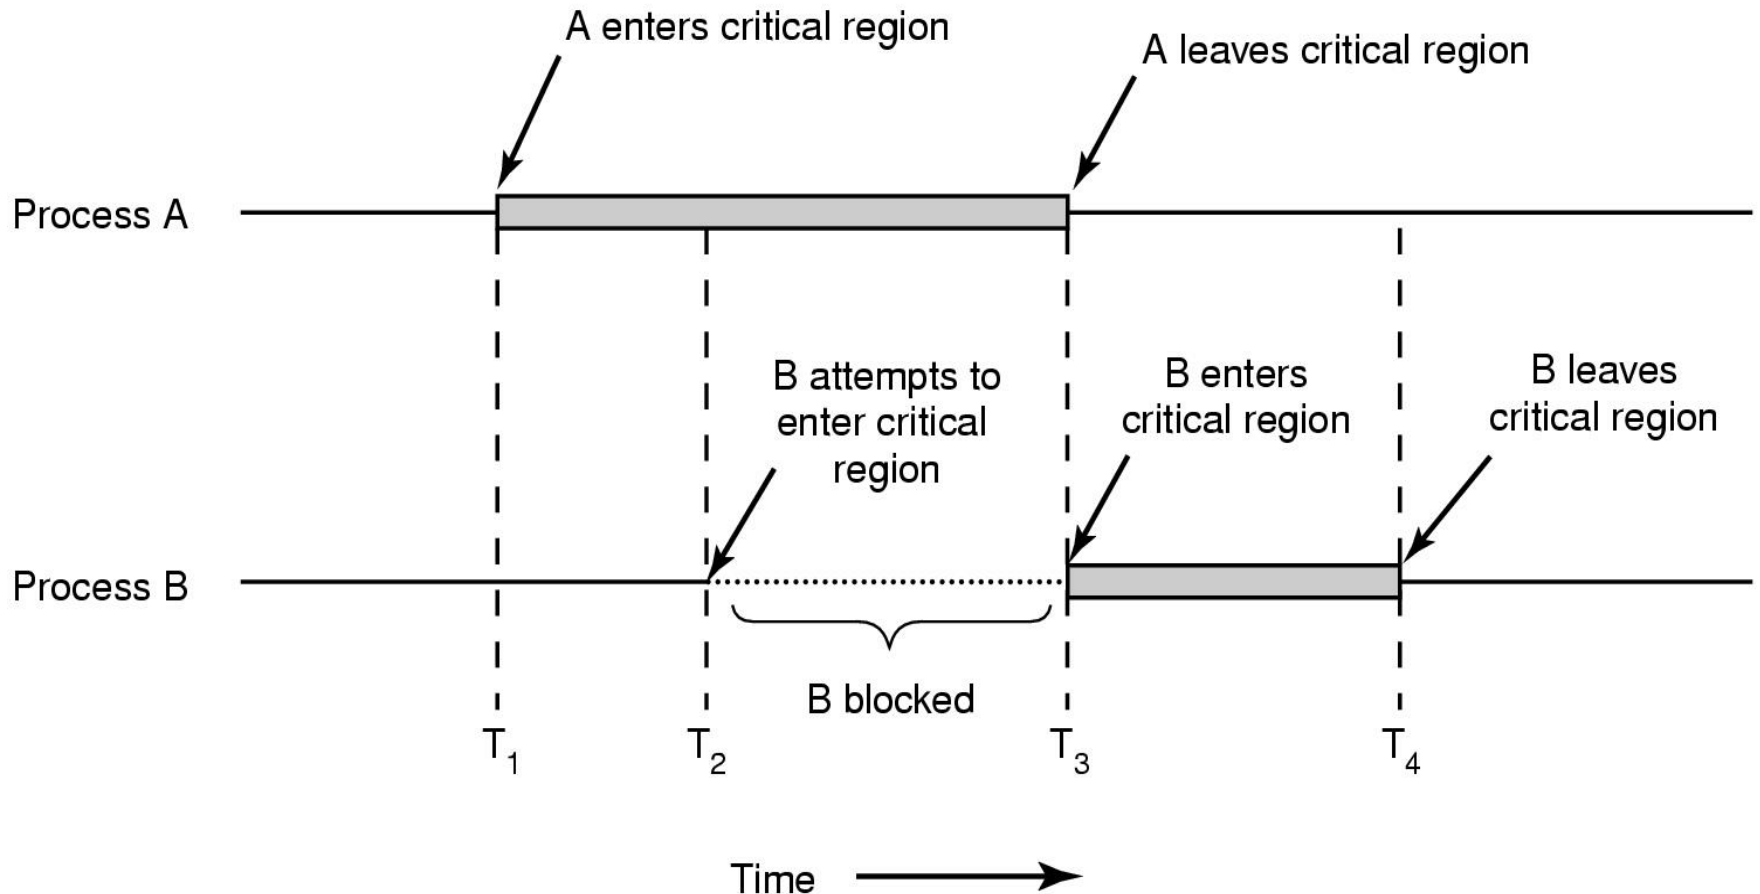 A enters critical region
A leaves critical region
Process A
B attempts to
enter critical
region
B enters
critical region
B leaves
critical region
Process B
B blocked
T1
T2
T3
T4
Time